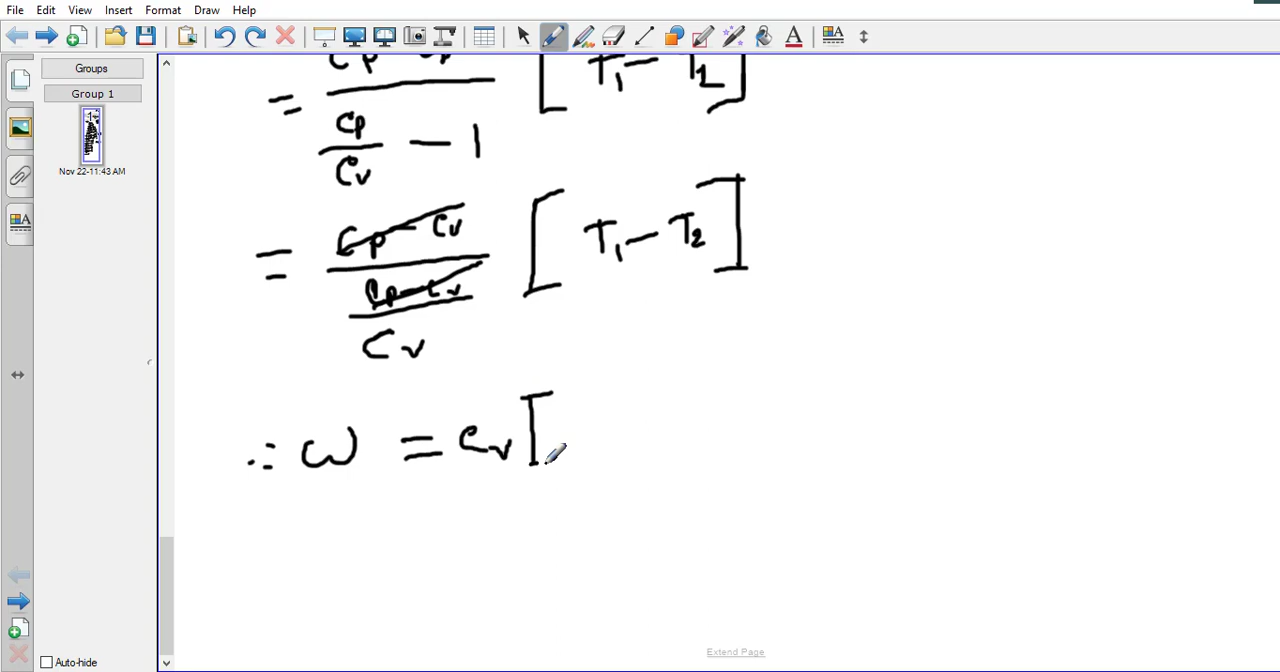 File Edit View Insert Format Draw Help
Groups
Group 1
Nov 22-11:43 AM
= [ T₁ − T₂ ]
Cp/Cv − 1
= (Cp − Cv)/((Cp − Cv)/Cv) [ T₁ − T₂ ]
∴ W = Cv [
Extend Page
Auto-hide